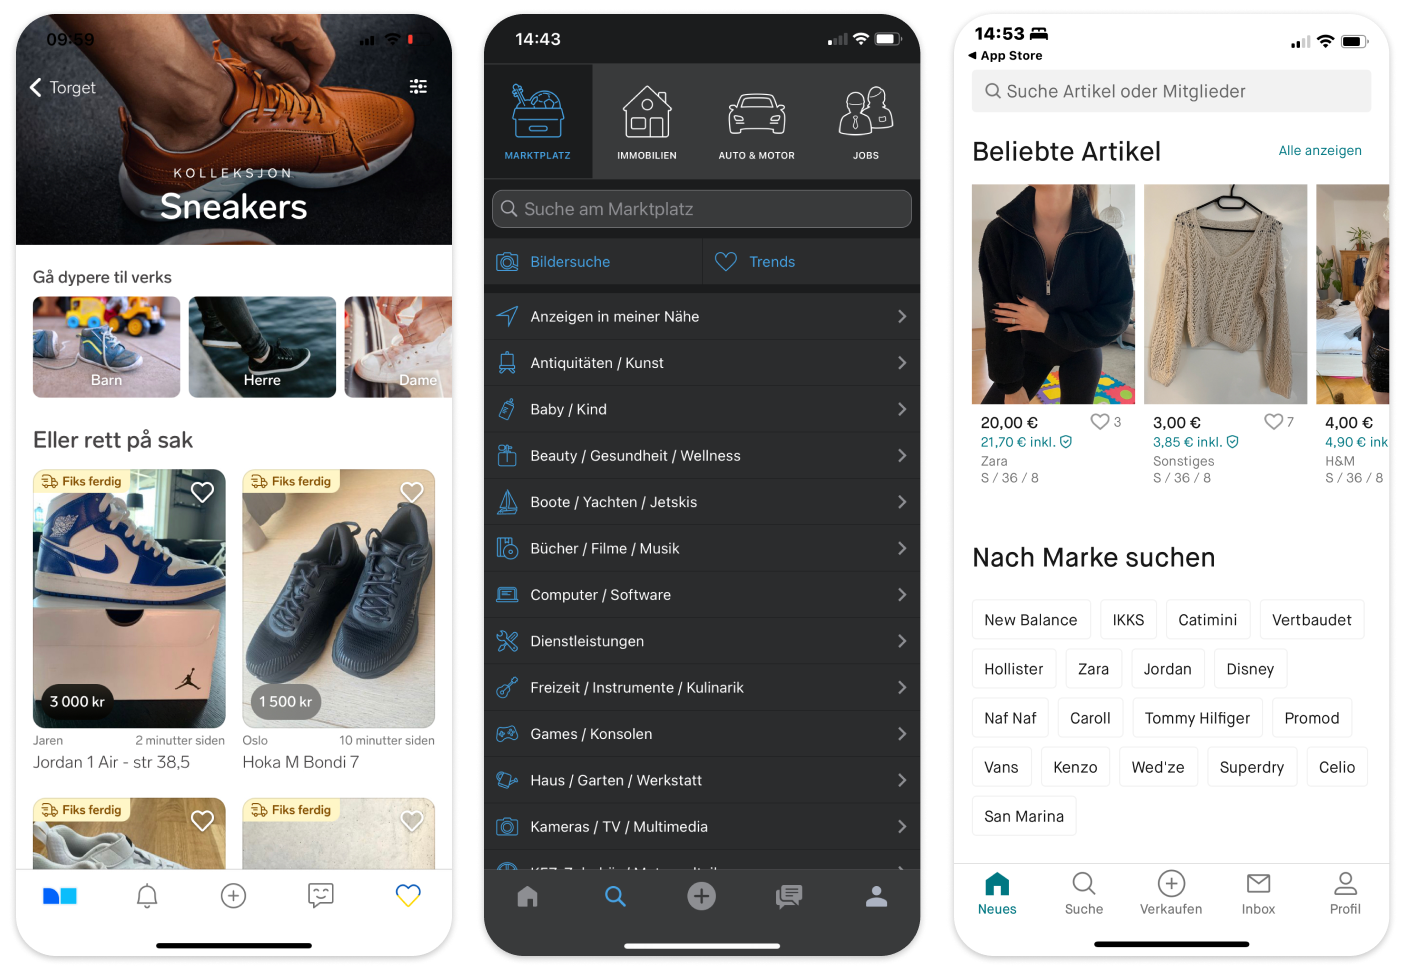 09:59
Torget
KOLLEKSJON
Sneakers
Gå dypere til verks
Barn
Herre
Dame
Eller rett på sak
Fiks ferdig
Fiks ferdig
3 000 kr
1 500 kr
Jaren 2 minutter siden
Oslo 10 minutter siden
Jordan 1 Air - str 38,5
Hoka M Bondi 7
Fiks ferdig
Fiks ferdig
14:43
MARKTPLATZ
IMMOBILIEN
AUTO & MOTOR
JOBS
Suche am Marktplatz
Bildersuche
Trends
Anzeigen in meiner Nähe
Antiquitäten / Kunst
Baby / Kind
Beauty / Gesundheit / Wellness
Boote / Yachten / Jetskis
Bücher / Filme / Musik
Computer / Software
Dienstleistungen
Freizeit / Instrumente / Kulinarik
Games / Konsolen
Haus / Garten / Werkstatt
Kameras / TV / Multimedia
14:53
App Store
Suche Artikel oder Mitglieder
Beliebte Artikel
Alle anzeigen
20,00 € 3
21,70 € inkl.
Zara
S / 36 / 8
3,00 € 7
3,85 € inkl.
Sonstiges
S / 36 / 8
4,00 €
4,90 € ink
H&M
S / 36 / 8
Nach Marke suchen
New Balance IKKS Catimini Vertbaudet
Hollister Zara Jordan Disney
Naf Naf Caroll Tommy Hilfiger Promod
Vans Kenzo Wed'ze Superdry Celio
San Marina
Neues
Suche
Verkaufen
Inbox
Profil